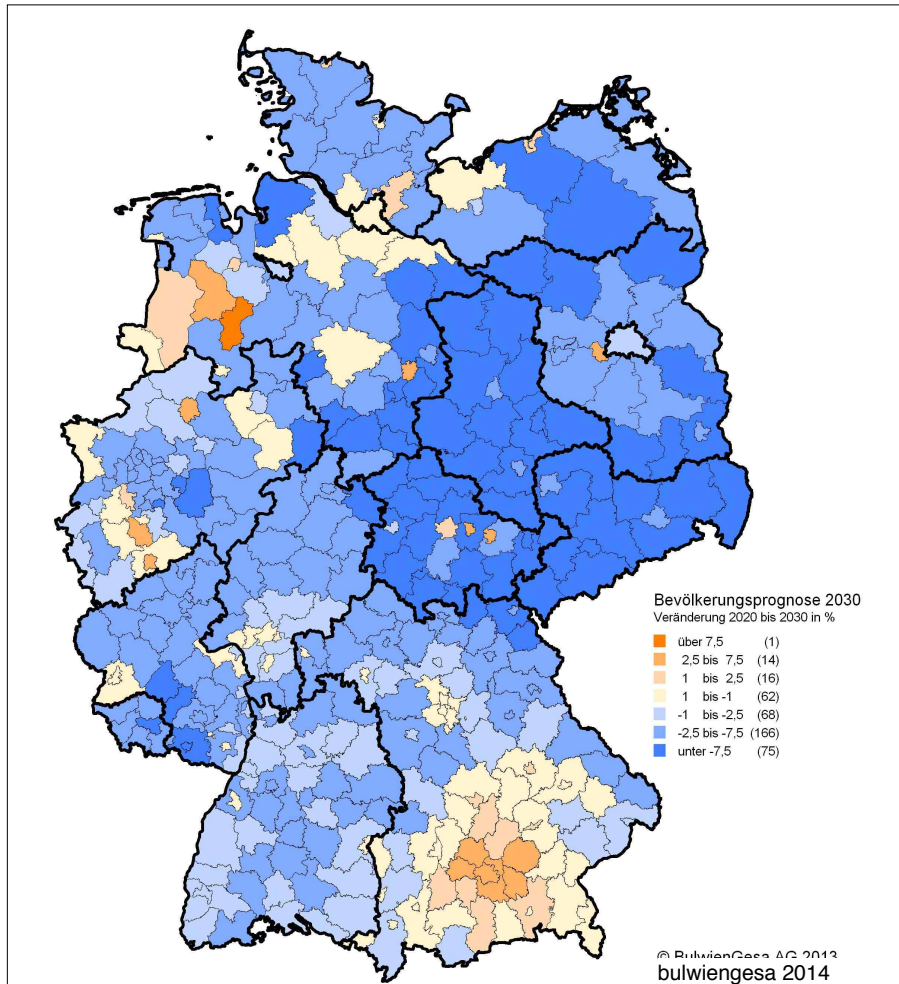 Bevölkerungsprognose 2030
Veränderung 2020 bis 2030 in %
über 7,5 (1)
2,5 bis 7,5 (14)
1 bis 2,5 (16)
1 bis -1 (62)
-1 bis -2,5 (68)
-2,5 bis -7,5 (166)
unter -7,5 (75)
© BulwienGesa AG 2013
bulwiengesa 2014